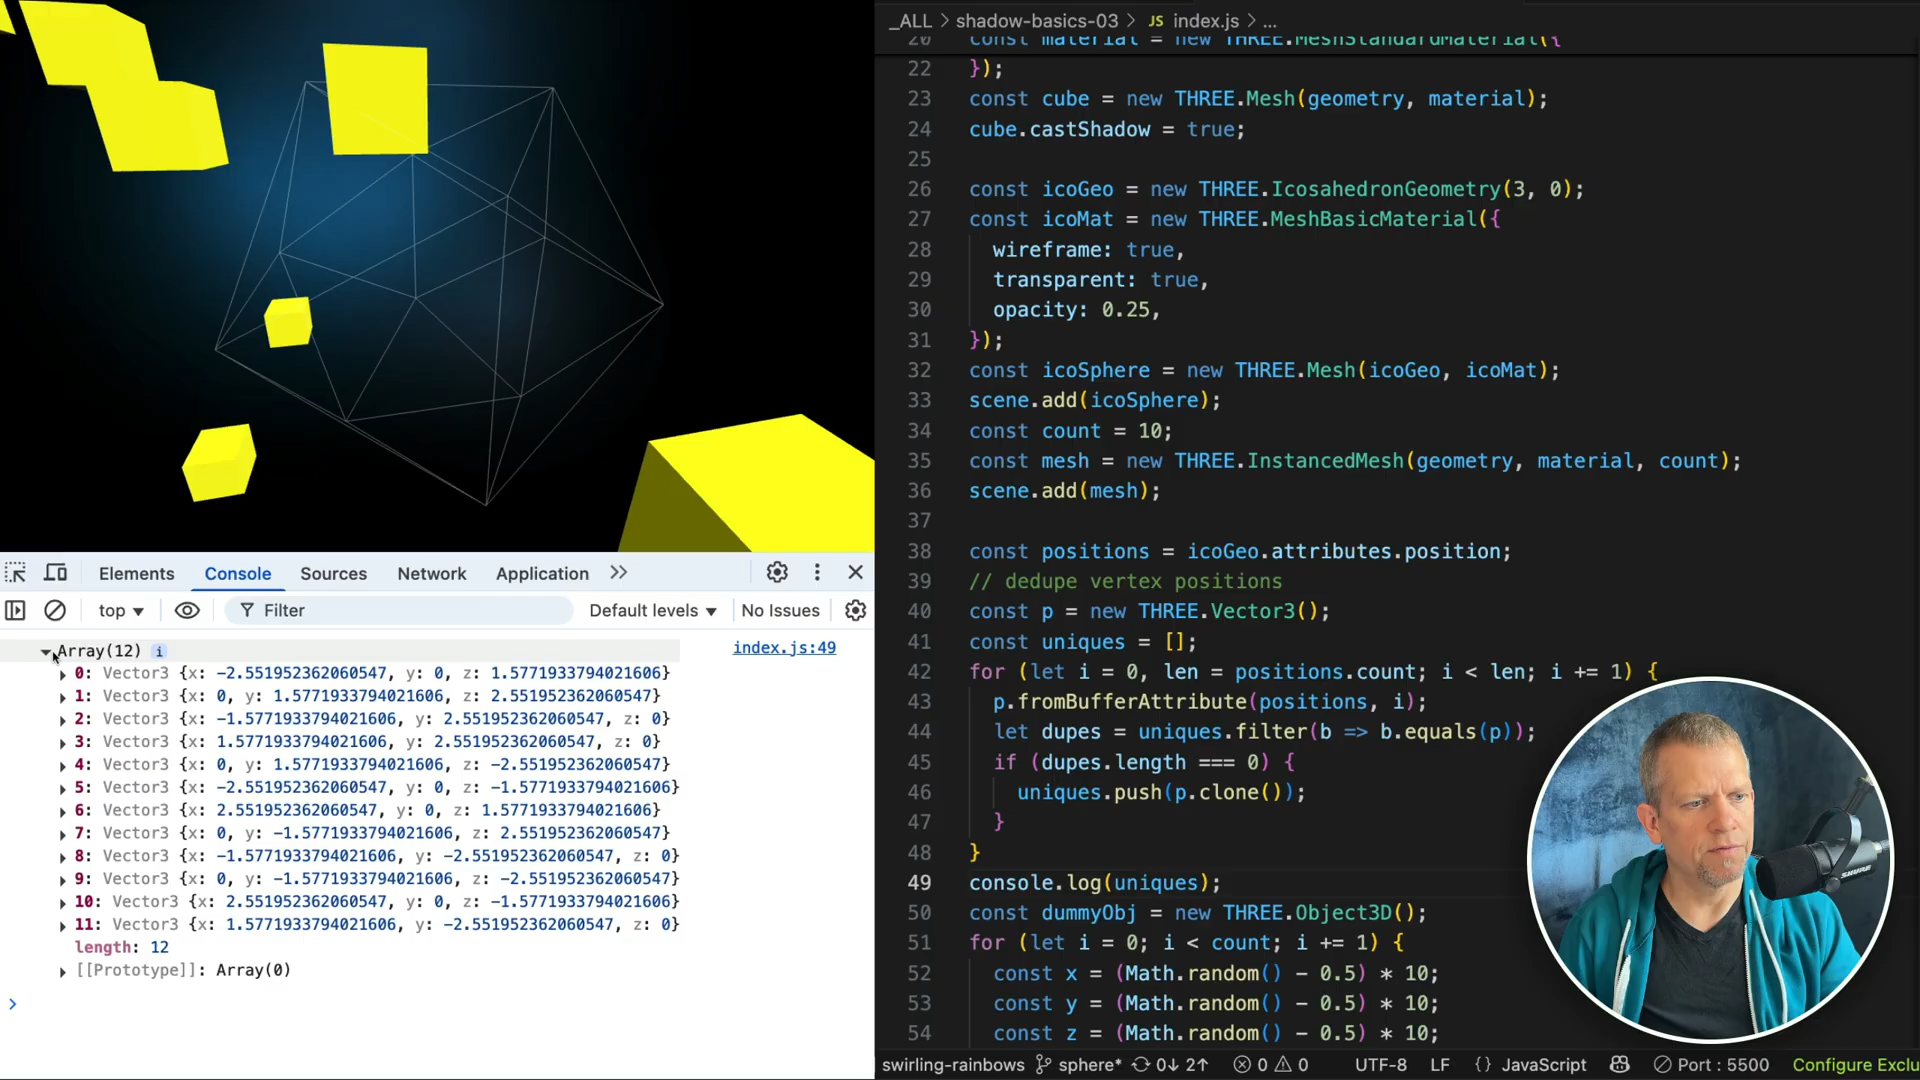 _ALL > shadow-basics-03 > JS index.js > ...
20 const material = new THREE.MeshStandardMaterial({
22 });
23 const cube = new THREE.Mesh(geometry, material);
24 cube.castShadow = true;
25
26 const icoGeo = new THREE.IcosahedronGeometry(3, 0);
27 const icoMat = new THREE.MeshBasicMaterial({
28 wireframe: true,
29 transparent: true,
30 opacity: 0.25,
31 });
32 const icoSphere = new THREE.Mesh(icoGeo, icoMat);
33 scene.add(icoSphere);
34 const count = 10;
35 const mesh = new THREE.InstancedMesh(geometry, material, count);
36 scene.add(mesh);
37
38 const positions = icoGeo.attributes.position;
39 // dedupe vertex positions
40 const p = new THREE.Vector3();
41 const uniques = [];
42 for (let i = 0, len = positions.count; i < len; i += 1) {
43 p.fromBufferAttribute(positions, i);
44 let dupes = uniques.filter(b => b.equals(p));
45 if (dupes.length === 0) {
46 uniques.push(p.clone());
47 }
48 }
49 console.log(uniques);
50 const dummyObj = new THREE.Object3D();
51 for (let i = 0; i < count; i += 1) {
52 const x = (Math.random() - 0.5) * 10;
53 const y = (Math.random() - 0.5) * 10;
54 const z = (Math.random() - 0.5) * 10;
swirling-rainbows sphere* 0↓ 2↑ 0 0 UTF-8 LF {} JavaScript Port : 5500 Configure Exclu
Elements Console Sources Network Application >>
top Filter Default levels No Issues
Array(12) i index.js:49
0: Vector3 {x: -2.551952362060547, y: 0, z: 1.5771933794021606}
1: Vector3 {x: 0, y: 1.5771933794021606, z: 2.551952362060547}
2: Vector3 {x: -1.5771933794021606, y: 2.551952362060547, z: 0}
3: Vector3 {x: 1.5771933794021606, y: 2.551952362060547, z: 0}
4: Vector3 {x: 0, y: 1.5771933794021606, z: -2.551952362060547}
5: Vector3 {x: -2.551952362060547, y: 0, z: -1.5771933794021606}
6: Vector3 {x: 2.551952362060547, y: 0, z: 1.5771933794021606}
7: Vector3 {x: 0, y: -1.5771933794021606, z: 2.551952362060547}
8: Vector3 {x: -1.5771933794021606, y: -2.551952362060547, z: 0}
9: Vector3 {x: 0, y: -1.5771933794021606, z: -2.551952362060547}
10: Vector3 {x: 2.551952362060547, y: 0, z: -1.5771933794021606}
11: Vector3 {x: 1.5771933794021606, y: -2.551952362060547, z: 0}
length: 12
[[Prototype]]: Array(0)
>
SHURE